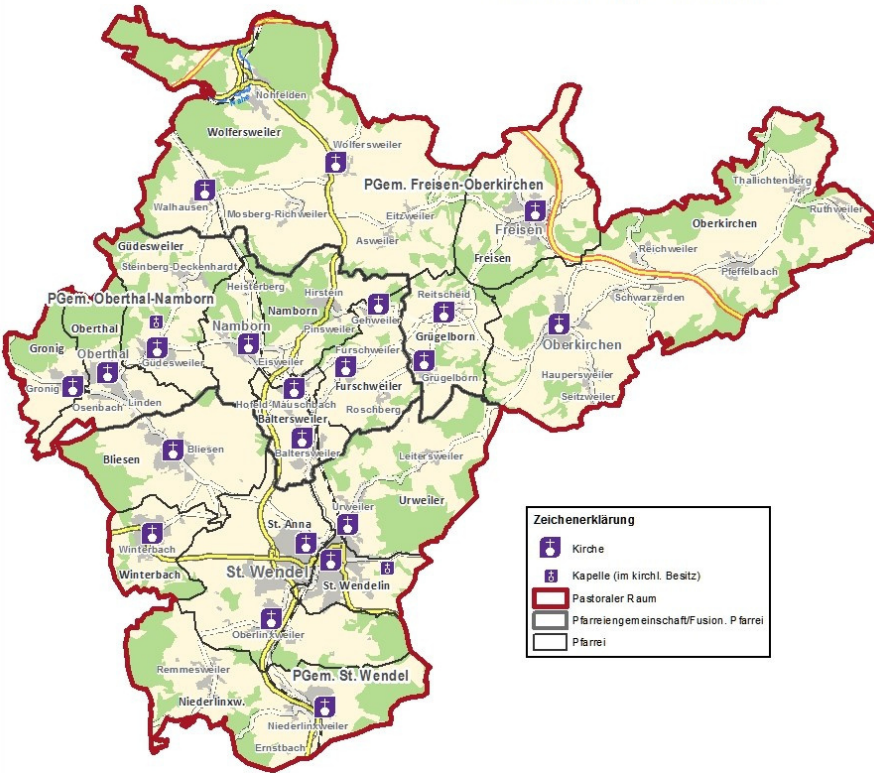 Nohfelden
Nahe
Wolfersweiler
Wolfersweiler
PGem. Freisen-Oberkirchen
Walhausen
Mosberg-Richweiler
Eitzweiler
Asweiler
Freisen
Freisen
Thallichtenberg
Ruthweiler
Oberkirchen
Reichweiler
Pfeffelbach
Schwarzerden
Güdesweiler
Steinberg-Deckenhardt
Heisterberg
Hirstein
Reitscheid
PGem. Oberthal-Namborn
Namborn
Gehweiler
Oberthal
Namborn
Pinsweiler
Grügelborn
Oberkirchen
Gronig
Oberthal
Güdesweiler
Eisweiler
Furschweiler
Grügelborn
Haupersweiler
Gronig
Linden
Hofeld-Mauschbach
Furschweiler
Seitzweiler
Osenbach
Baltersweiler
Roschberg
Bliesen
Bliesen
Baltersweiler
Leitersweiler
Urweiler
Urweiler
St. Anna
Winterbach
Winterbach
St. Wendel
St. Wendelin
Oberlinxweiler
Remmesweiler
PGem. St. Wendel
Niederlinxw.
Niederlinxweiler
Ernstbach
Zeichenerklärung
Kirche
Kapelle (im kirchl. Besitz)
Pastoraler Raum
Pfarreiengemeinschaft/Fusion. Pfarrei
Pfarrei